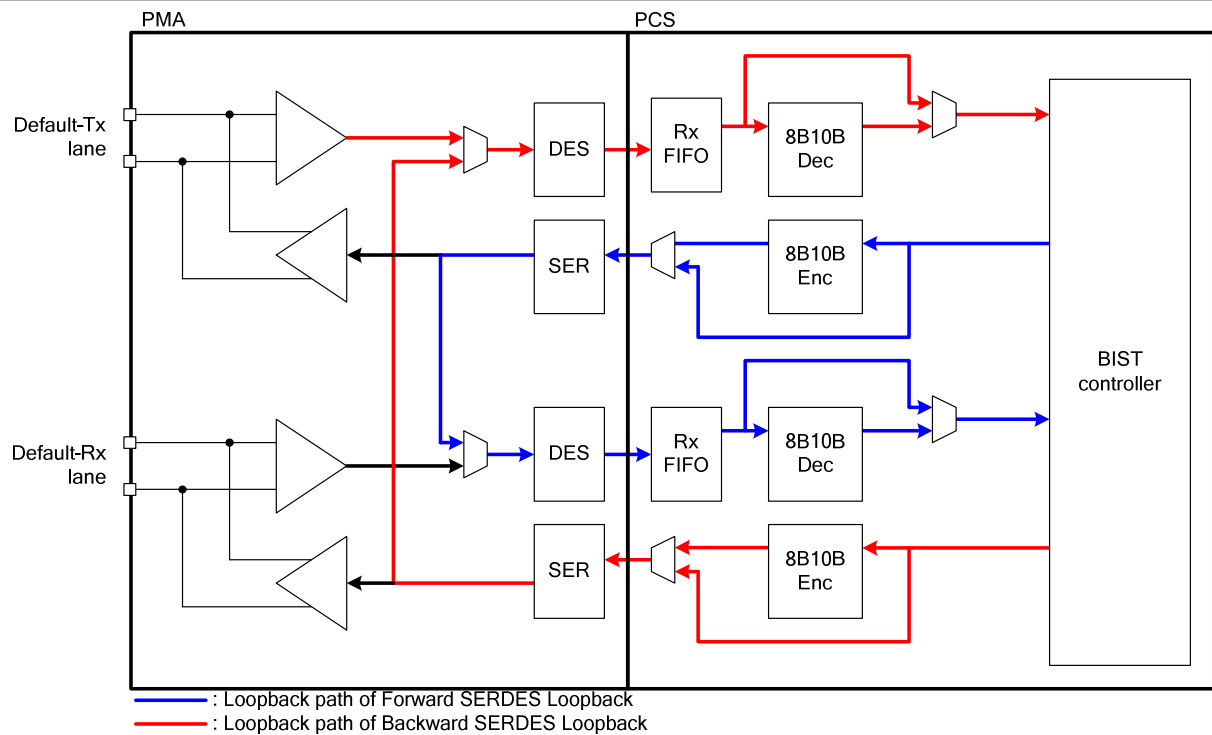 PMA
PCS
Default-Tx
lane
DES
Rx
FIFO
8B10B
Dec
SER
8B10B
Enc
BIST
controller
Default-Rx
lane
DES
Rx
FIFO
8B10B
Dec
SER
8B10B
Enc
: Loopback path of Forward SERDES Loopback
: Loopback path of Backward SERDES Loopback